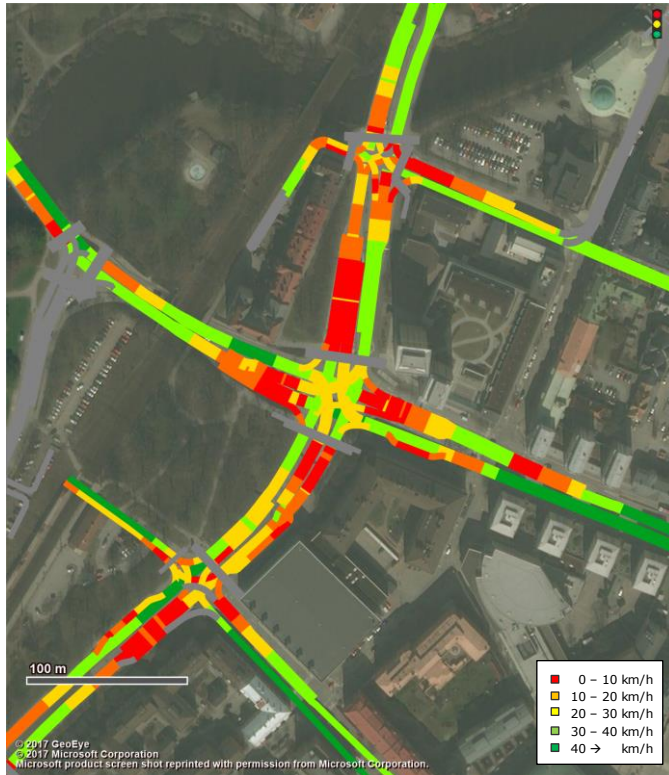 100 m
0 – 10 km/h
10 – 20 km/h
20 – 30 km/h
30 – 40 km/h
40 → km/h
© 2017 GeoEye
© 2017 Microsoft Corporation
Microsoft product screen shot reprinted with permission from Microsoft Corporation.